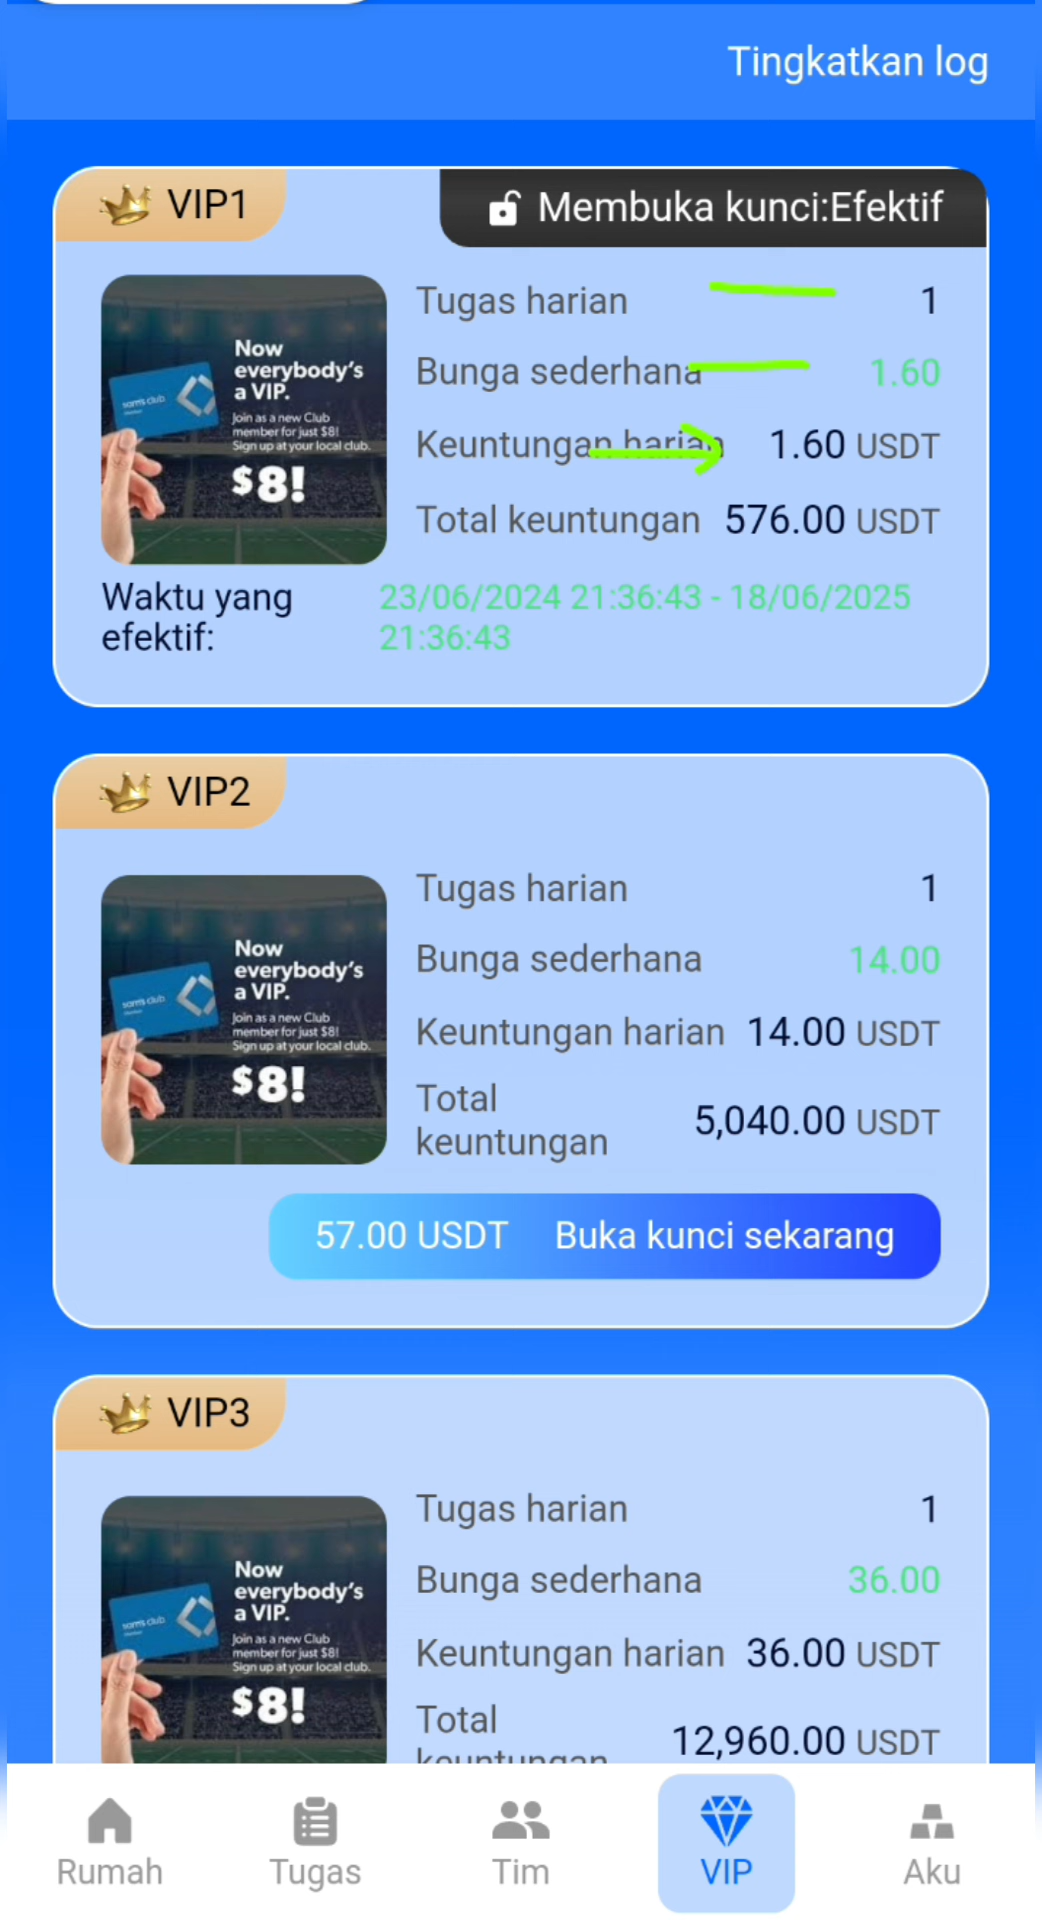 Tingkatkan log
VIP1
Membuka kunci:Efektif
Now
everybody's
a VIP.
Join as a new Club
member for just $8!
Sign up at your local club.
$8!
sam's club
Tugas harian 1
Bunga sederhana 1.60
Keuntungan harian 1.60 USDT
Total keuntungan 576.00 USDT
Waktu yang
efektif:
23/06/2024 21:36:43 - 18/06/2025
21:36:43
VIP2
Now
everybody's
a VIP.
Join as a new Club
member for just $8!
Sign up at your local club.
$8!
sam's club
Tugas harian 1
Bunga sederhana 14.00
Keuntungan harian 14.00 USDT
Total
keuntungan 5,040.00 USDT
57.00 USDT Buka kunci sekarang
VIP3
Now
everybody's
a VIP.
Join as a new Club
member for just $8!
Sign up at your local club.
$8!
sam's club
Tugas harian 1
Bunga sederhana 36.00
Keuntungan harian 36.00 USDT
Total
keuntungan 12,960.00 USDT
Rumah Tugas Tim VIP Aku